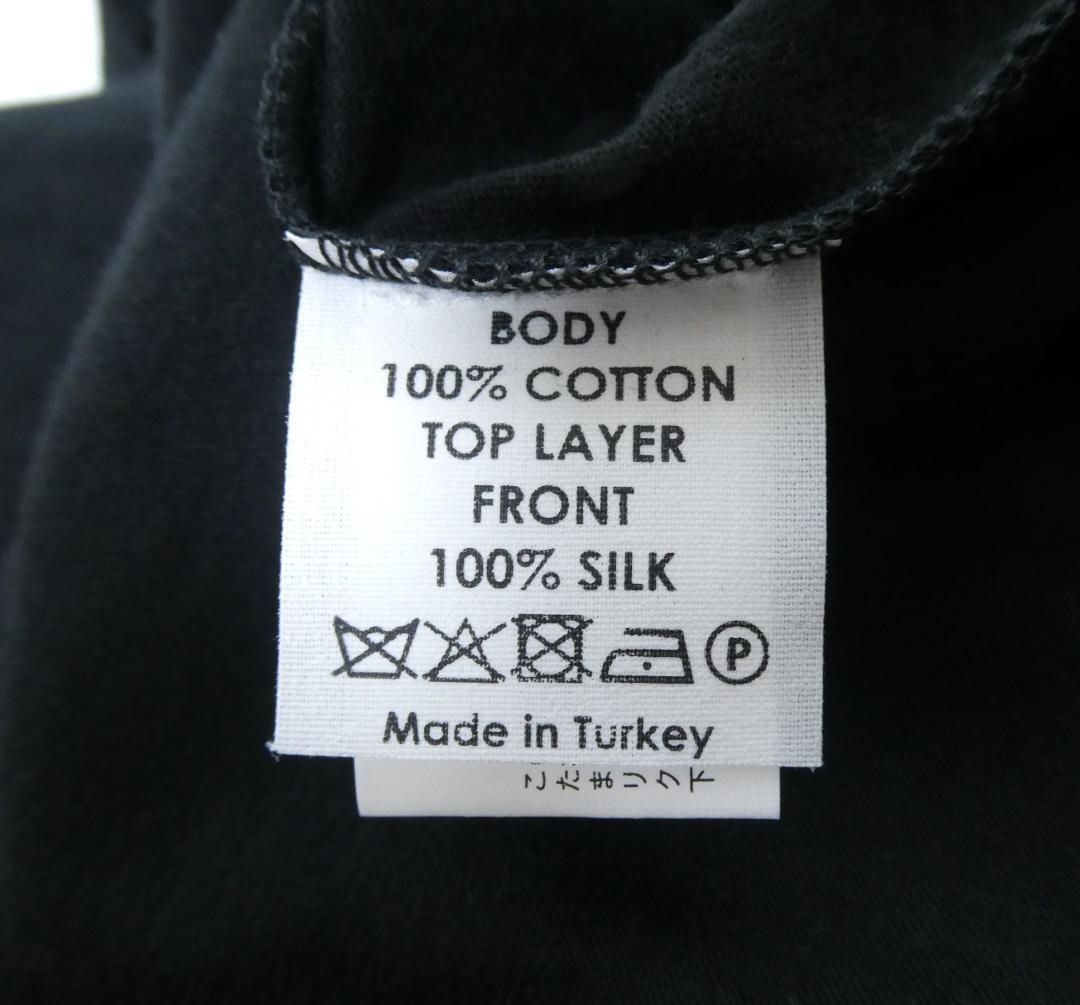 BODY
100% COTTON
TOP LAYER
FRONT
100% SILK
P
Made in Turkey